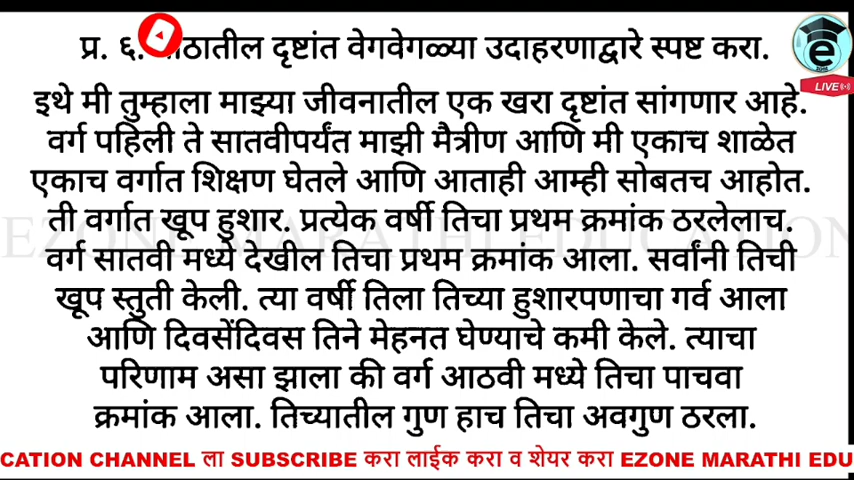 प्र. ६. पाठातील दृष्टांत वेगवेगळ्या उदाहरणाद्वारे स्पष्ट करा.
इथे मी तुम्हाला माझ्या जीवनातील एक खरा दृष्टांत सांगणार आहे.
वर्ग पहिली ते सातवीपर्यंत माझी मैत्रीण आणि मी एकाच शाळेत
एकाच वर्गात शिक्षण घेतले आणि आताही आम्ही सोबतच आहोत.
ती वर्गात खूप हुशार. प्रत्येक वर्षी तिचा प्रथम क्रमांक ठरलेलाच.
वर्ग सातवी मध्ये देखील तिचा प्रथम क्रमांक आला. सर्वांनी तिची
खूप स्तुती केली. त्या वर्षी तिला तिच्या हुशारपणाचा गर्व आला
आणि दिवसेंदिवस तिने मेहनत घेण्याचे कमी केले. त्याचा
परिणाम असा झाला की वर्ग आठवी मध्ये तिचा पाचवा
क्रमांक आला. तिच्यातील गुण हाच तिचा अवगुण ठरला.
e
LIVE
EZONE MARATHI EDUCATION
CATION CHANNEL ला SUBSCRIBE करा लाईक करा व शेयर करा EZONE MARATHI EDU